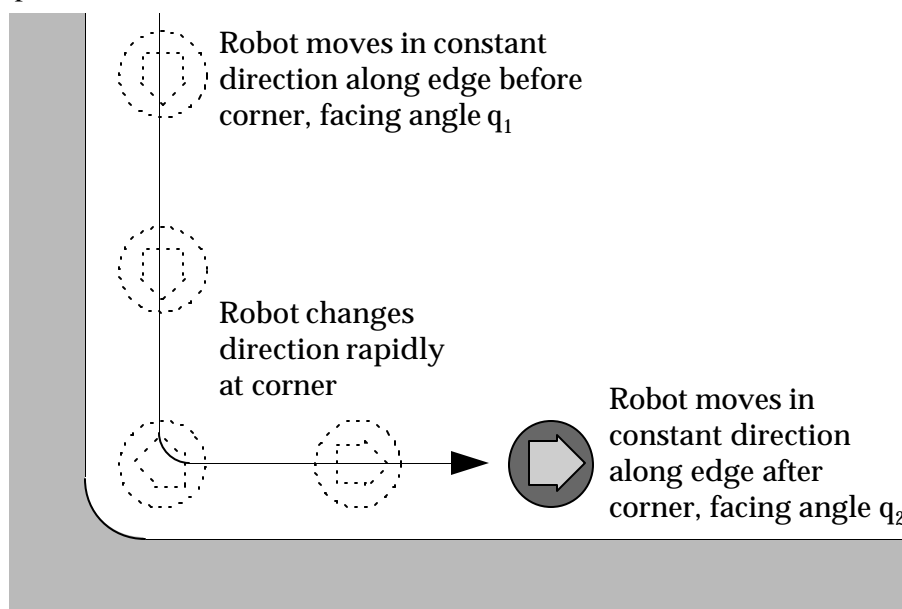 Robot moves in constant
direction along edge before
corner, facing angle q₁
Robot changes
direction rapidly
at corner
Robot moves in
constant direction
along edge after
corner, facing angle q₂